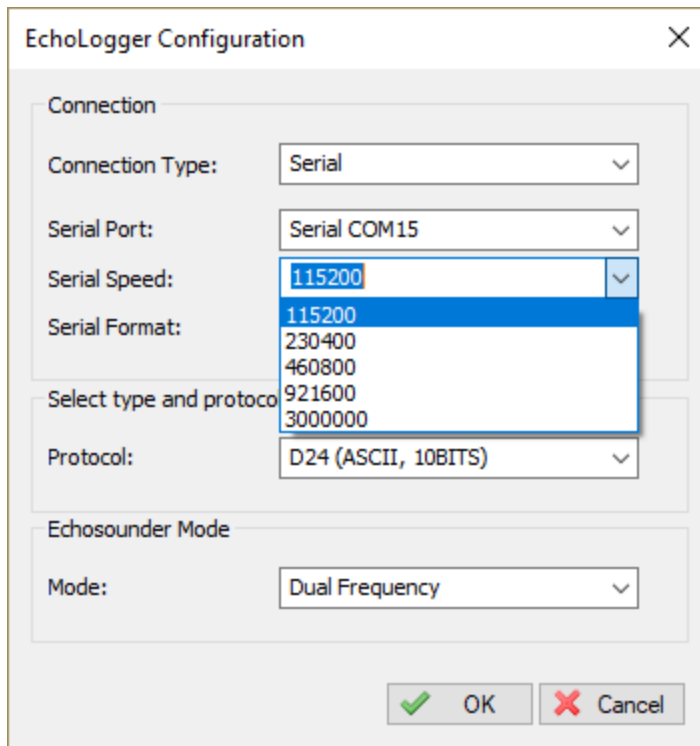 EchoLogger Configuration
Connection
Connection Type: Serial
Serial Port: Serial COM15
Serial Speed: 115200
115200
Serial Format:
230400
460800
921600
Select type and protoco
3000000
Protocol: D24 (ASCII, 10BITS)
Echosounder Mode
Mode: Dual Frequency
OK Cancel